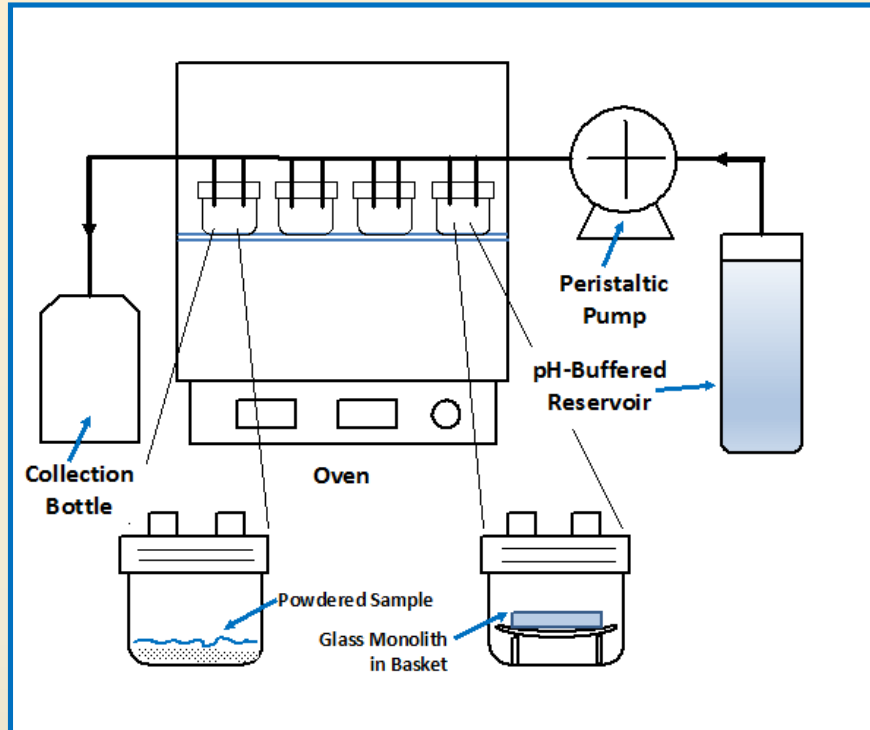 Peristaltic
Pump
pH-Buffered
Reservoir
Collection
Bottle
Oven
Powdered Sample
Glass Monolith
in Basket